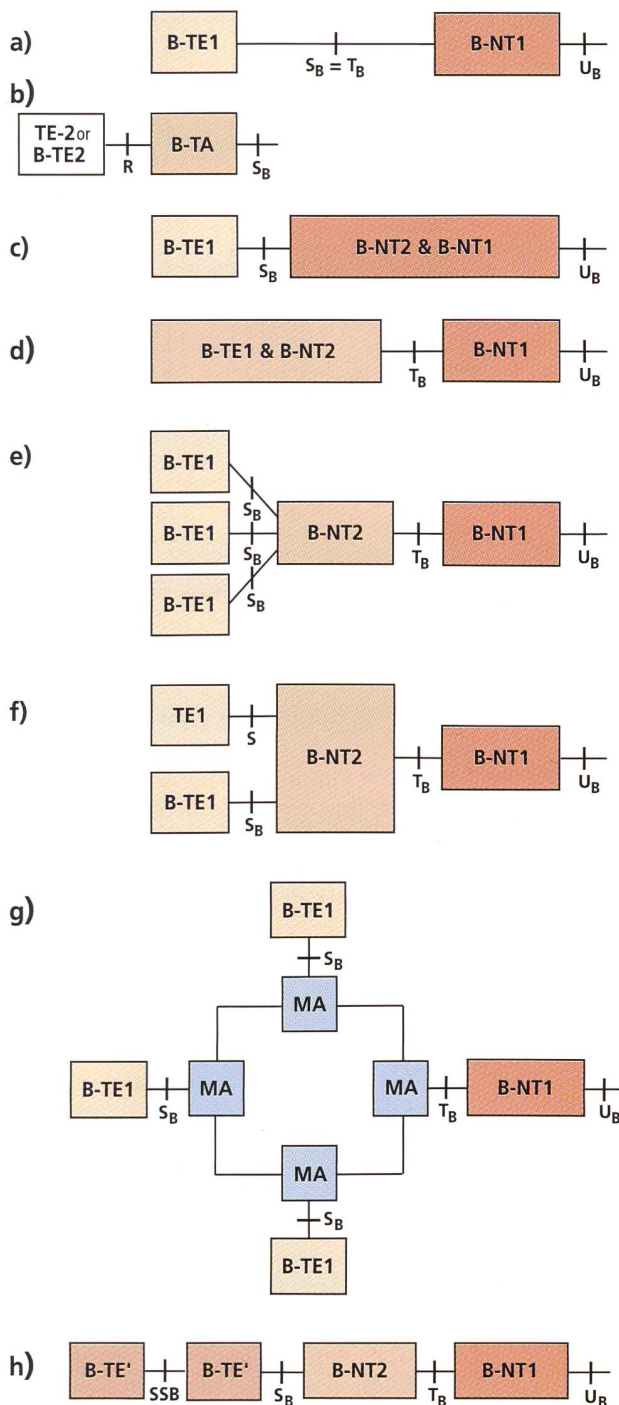 a)
B-TE1
S_B = T_B
B-NT1
U_B
b)
TE-2 or
B-TE2
R
B-TA
S_B
c)
B-TE1
S_B
B-NT2 & B-NT1
U_B
d)
B-TE1 & B-NT2
T_B
B-NT1
U_B
e)
B-TE1
S_B
B-TE1
S_B
B-TE1
S_B
B-NT2
T_B
B-NT1
U_B
f)
TE1
S
B-TE1
S_B
B-NT2
T_B
B-NT1
U_B
g)
B-TE1
S_B
MA
B-TE1
S_B
MA
MA
T_B
B-NT1
U_B
MA
S_B
B-TE1
h)
B-TE'
SSB
B-TE'
S_B
B-NT2
T_B
B-NT1
U_B